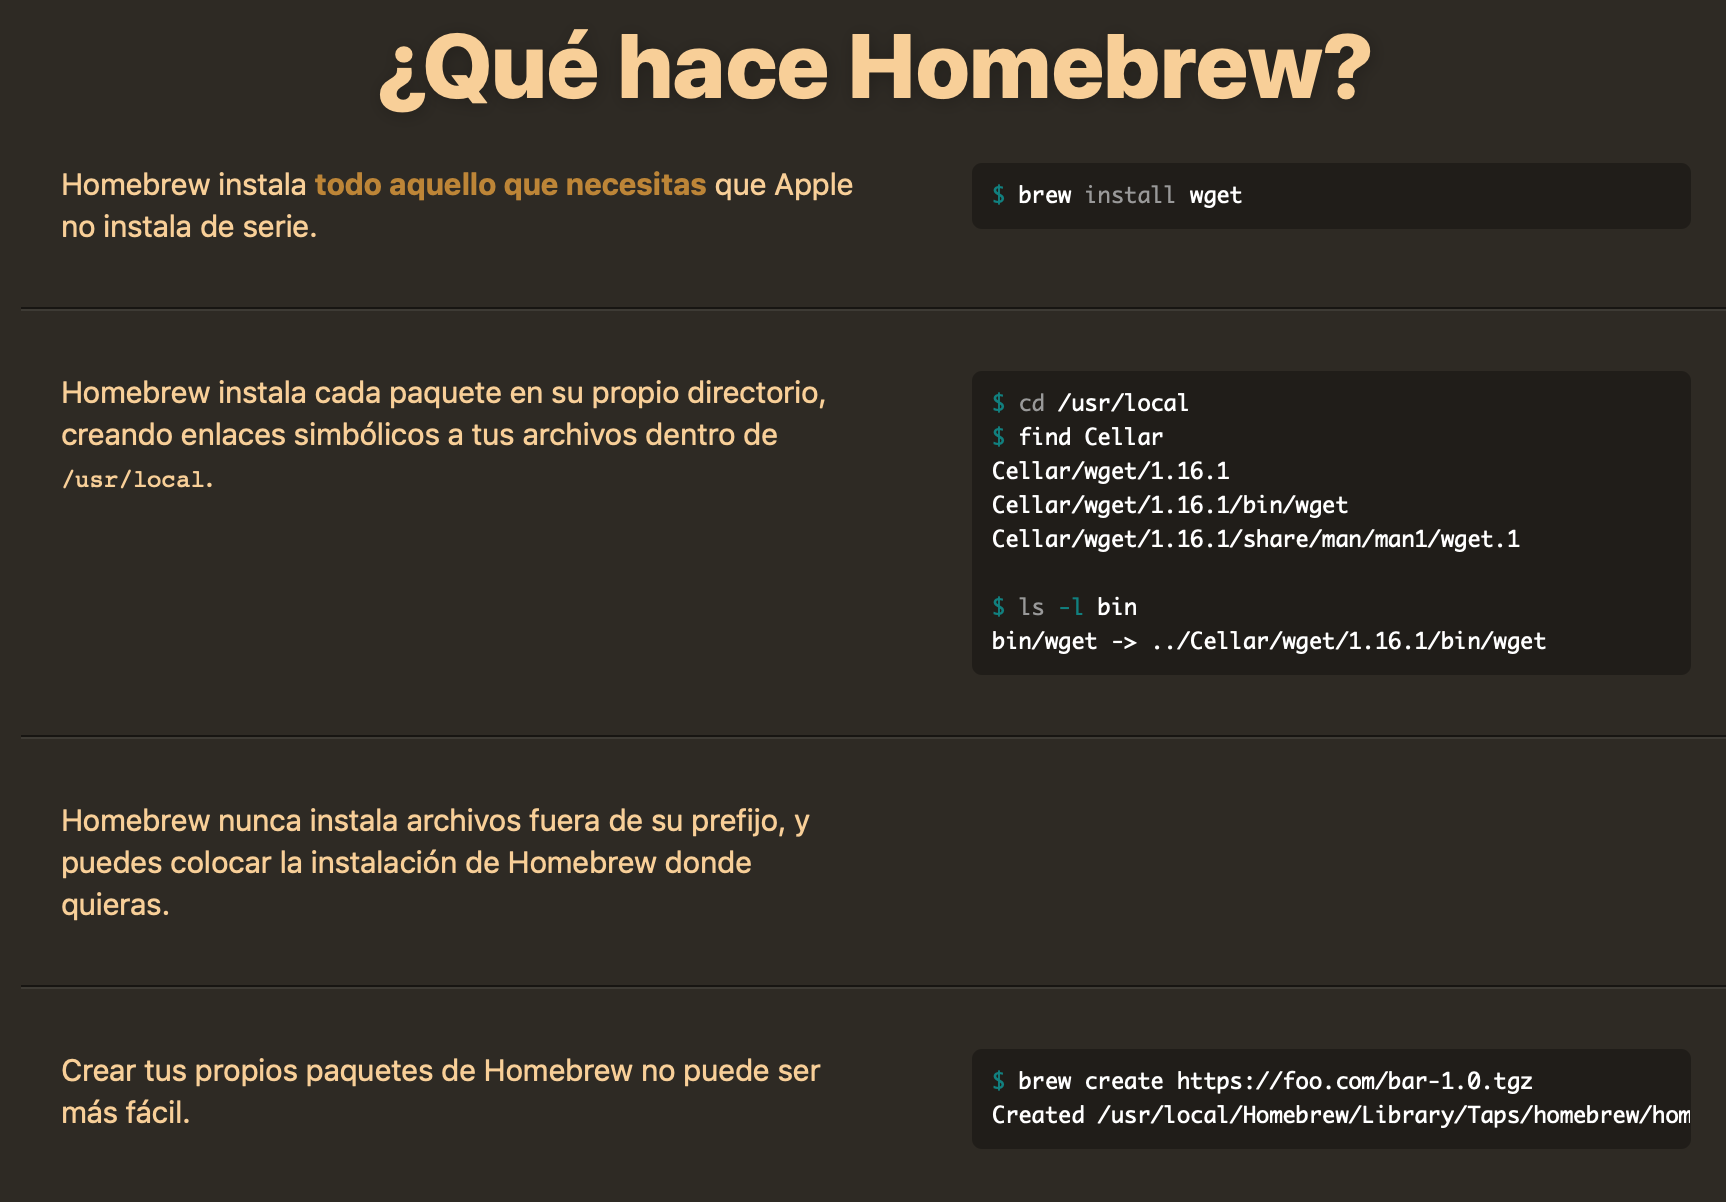 ¿Qué hace Homebrew?
Homebrew instala todo aquello que necesitas que Apple
no instala de serie.
$ brew install wget
Homebrew instala cada paquete en su propio directorio,
creando enlaces simbólicos a tus archivos dentro de
/usr/local.
$ cd /usr/local
$ find Cellar
Cellar/wget/1.16.1
Cellar/wget/1.16.1/bin/wget
Cellar/wget/1.16.1/share/man/man1/wget.1
$ ls -l bin
bin/wget -> ../Cellar/wget/1.16.1/bin/wget
Homebrew nunca instala archivos fuera de su prefijo, y
puedes colocar la instalación de Homebrew donde
quieras.
Crear tus propios paquetes de Homebrew no puede ser
más fácil.
$ brew create https://foo.com/bar-1.0.tgz
Created /usr/local/Homebrew/Library/Taps/homebrew/hom